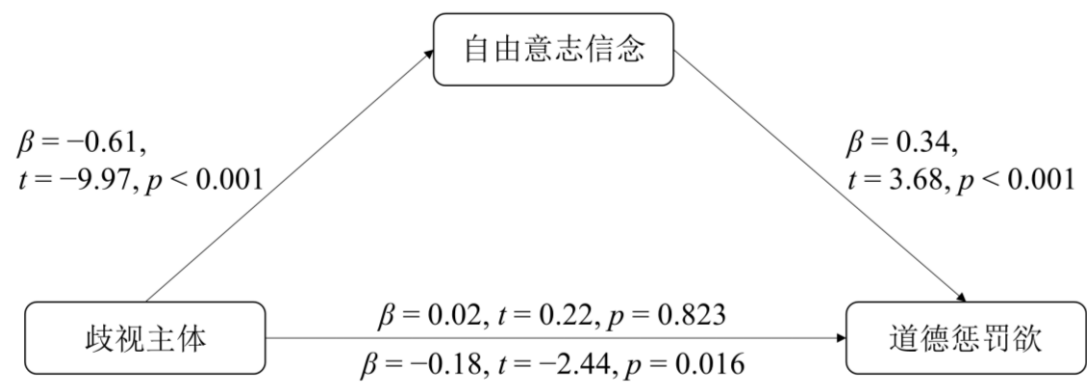 自由意志信念
β = −0.61,
t = −9.97, p < 0.001
β = 0.34,
t = 3.68, p < 0.001
歧视主体
β = 0.02, t = 0.22, p = 0.823
β = −0.18, t = −2.44, p = 0.016
道德惩罚欲